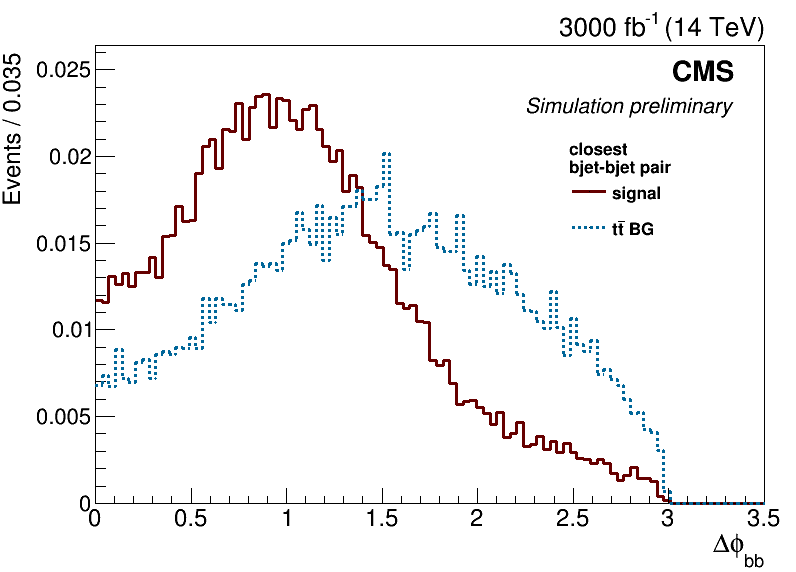 3000 fb⁻¹ (14 TeV)
Events / 0.035
CMS
Simulation preliminary
closest
bjet-bjet pair
signal
tt̄ BG
0.025
0.02
0.015
0.01
0.005
0
0 0.5 1 1.5 2 2.5 3 3.5
Δϕbb